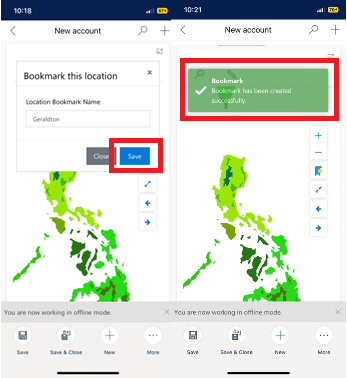 10:18
New account
Bookmark this location
Location Bookmark Name:
Geraldton
Close
Save
You are now working in offline mode.
Save
Save & Close
New
More
10:21
New account
Bookmark
Bookmark has been created
successfully.
You are now working in offline mode.
Save
Save & Close
New
More